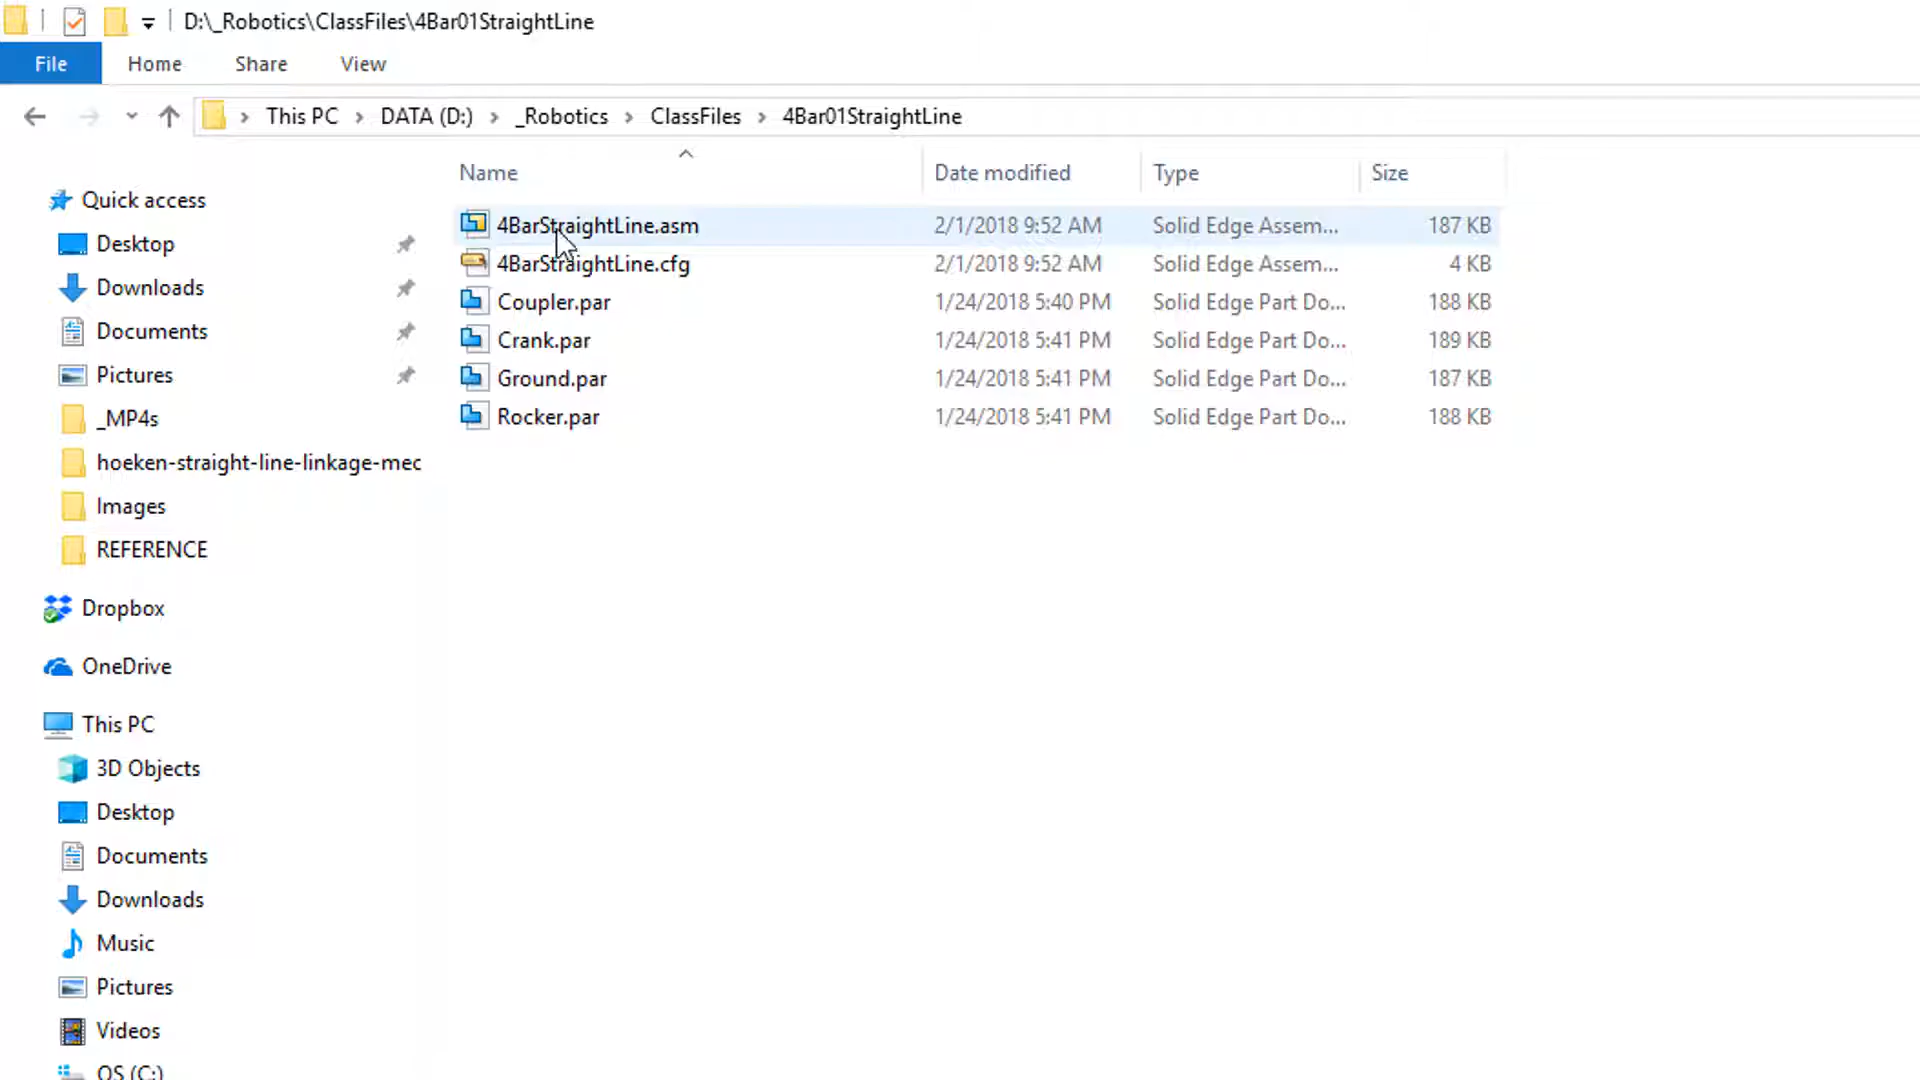 D:\_Robotics\ClassFiles\4Bar01StraightLine
File Home Share View
This PC DATA (D:) _Robotics ClassFiles 4Bar01StraightLine
Name Date modified Type Size
4BarStraightLine.asm 2/1/2018 9:52 AM Solid Edge Assem... 187 KB
4BarStraightLine.cfg 2/1/2018 9:52 AM Solid Edge Assem... 4 KB
Coupler.par 1/24/2018 5:40 PM Solid Edge Part Do... 188 KB
Crank.par 1/24/2018 5:41 PM Solid Edge Part Do... 189 KB
Ground.par 1/24/2018 5:41 PM Solid Edge Part Do... 187 KB
Rocker.par 1/24/2018 5:41 PM Solid Edge Part Do... 188 KB
Quick access
Desktop
Downloads
Documents
Pictures
_MP4s
hoeken-straight-line-linkage-mec
Images
REFERENCE
Dropbox
OneDrive
This PC
3D Objects
Desktop
Documents
Downloads
Music
Pictures
Videos
OS (C:)